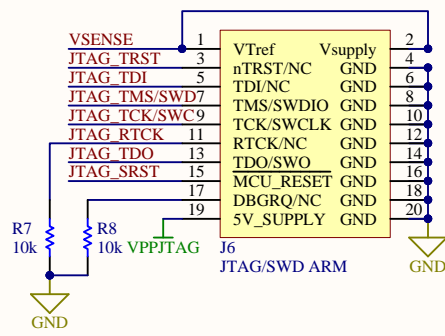 VSENSE 1 VTref Vsupply 2
JTAG_TRST 3 nTRST/NC GND 4
JTAG_TDI 5 TDI/NC GND 6
JTAG_TMS/SWD 7 TMS/SWDIO GND 8
JTAG_TCK/SWC 9 TCK/SWCLK GND 10
JTAG_RTCK 11 RTCK/NC GND 12
JTAG_TDO 13 TDO/SWO GND 14
JTAG_SRST 15 MCU_RESET GND 16
17 DBGRQ/NC GND 18
19 5V_SUPPLY GND 20
R7
10k
R8
10k
VPPJTAG
J6
JTAG/SWD ARM
GND
GND